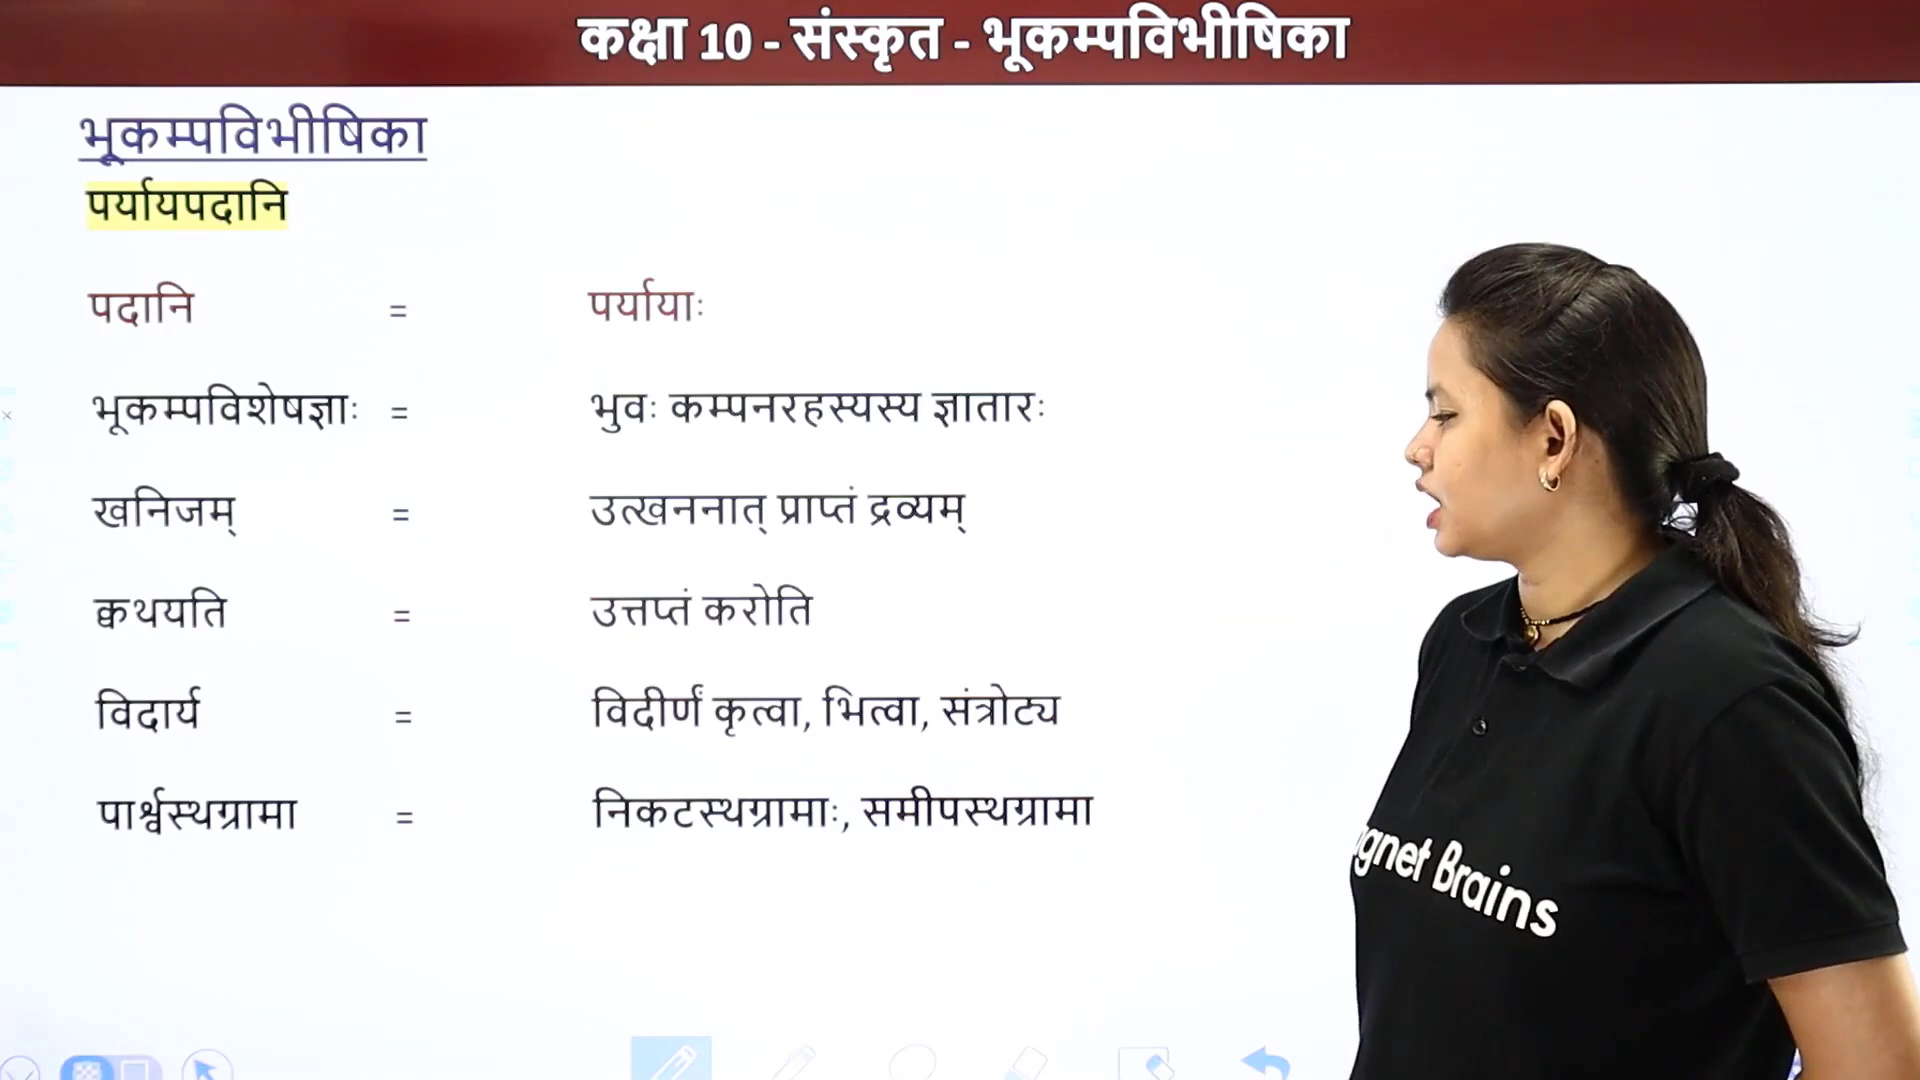 कक्षा 10 - संस्कृत - भूकम्पविभीषिका
भूकम्पविभीषिका
पर्यायपदानि
पदानि = पर्यायाः
भूकम्पविशेषज्ञाः = भुवः कम्पनरहस्यस्य ज्ञातारः
खनिजम् = उत्खननात् प्राप्तं द्रव्यम्
क्वथयति = उत्तप्तं करोति
विदार्य = विदीर्णं कृत्वा, भित्वा, संत्रोट्य
पार्श्वस्थग्रामा = निकटस्थग्रामाः, समीपस्थग्रामा
gnet Brains